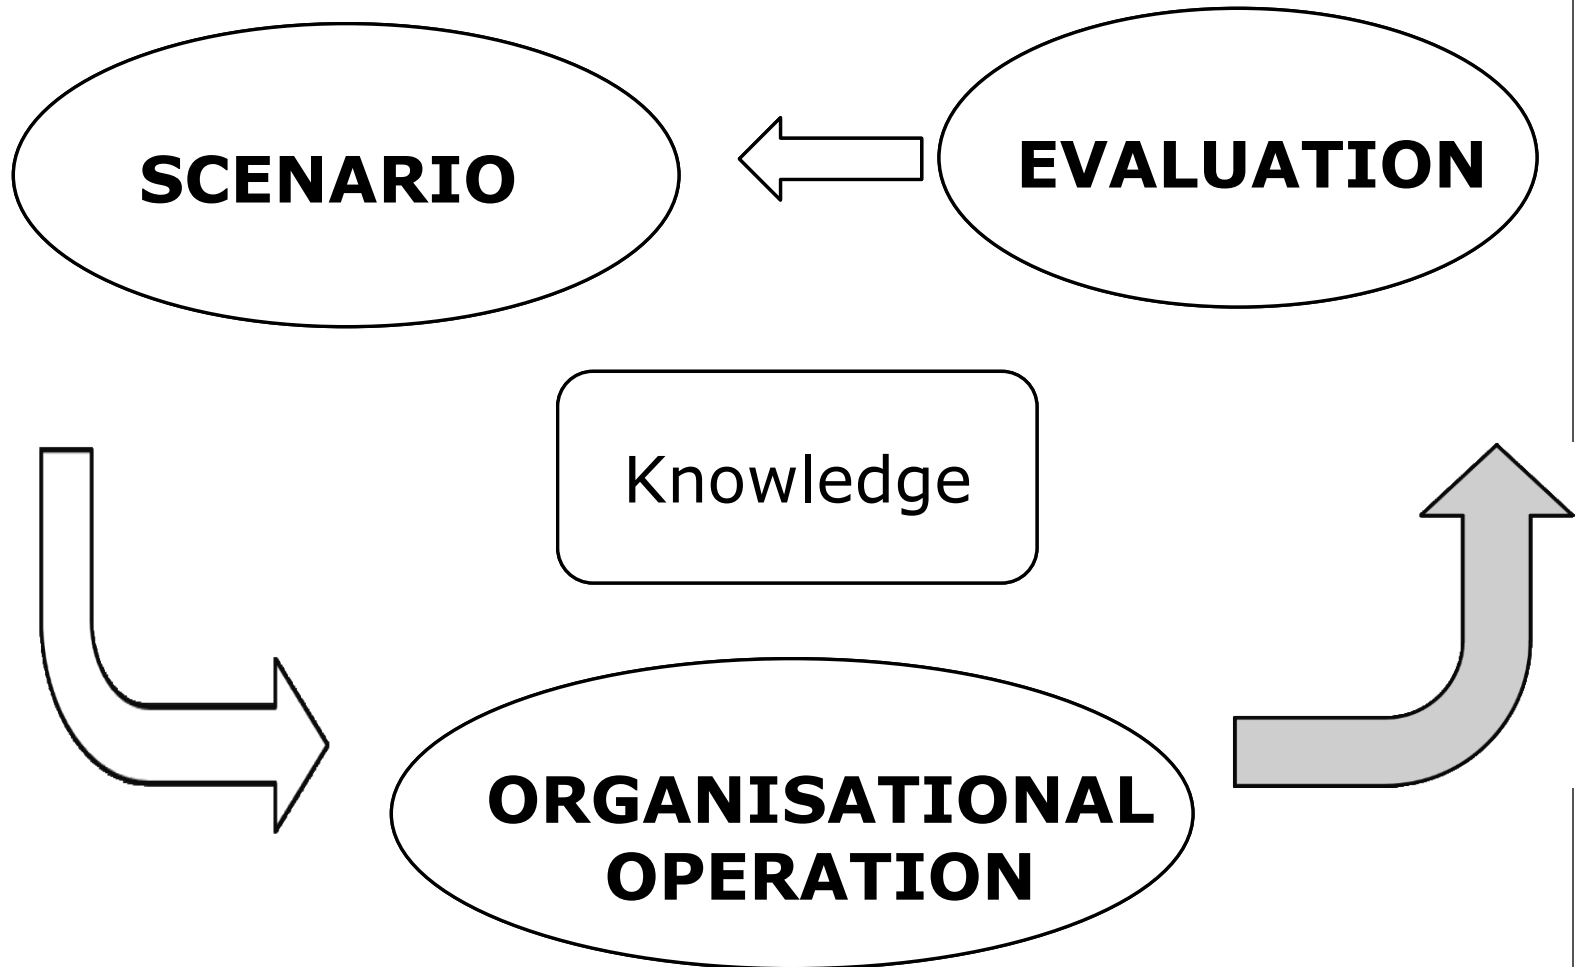 SCENARIO
EVALUATION
Knowledge
ORGANISATIONAL
OPERATION